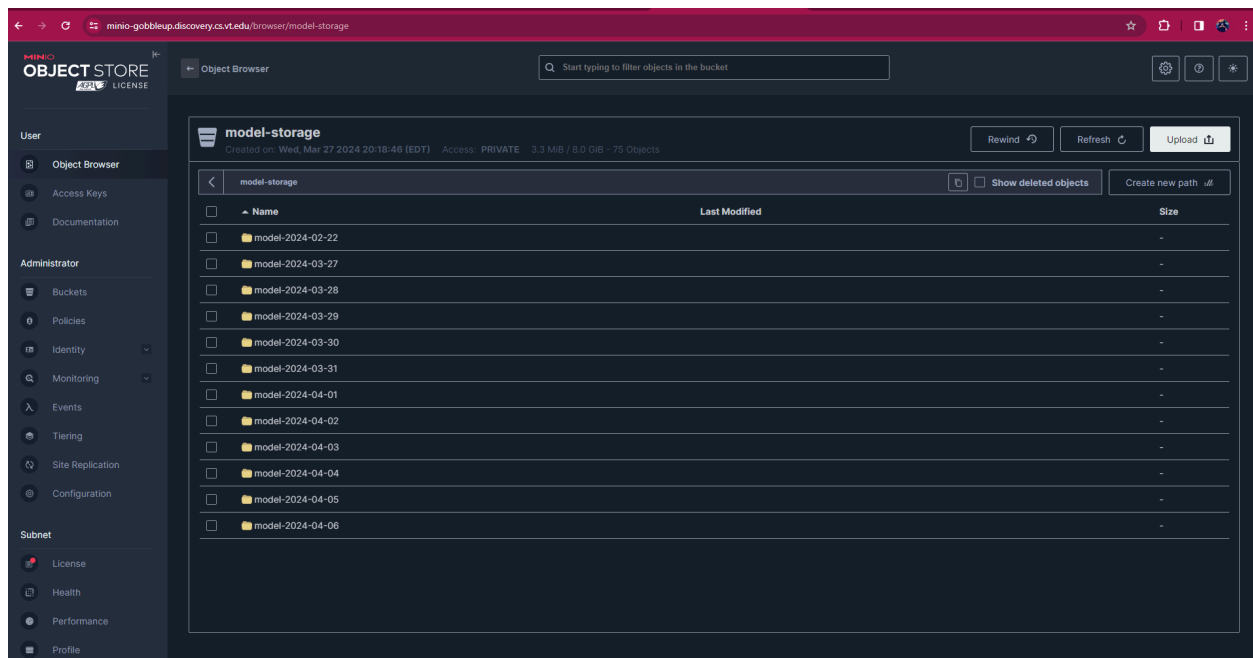 minio-gobbleup.discovery.cs.vt.edu/browser/model-storage
MINIO
OBJECT STORE
AGPLv3 LICENSE
User
Object Browser
Access Keys
Documentation
Administrator
Buckets
Policies
Identity
Monitoring
Events
Tiering
Site Replication
Configuration
Subnet
License
Health
Performance
Profile
Object Browser
Start typing to filter objects in the bucket
model-storage
Created on: Wed, Mar 27 2024 20:18:46 (EDT) Access: PRIVATE 3.3 MiB / 8.0 GiB - 75 Objects
Rewind
Refresh
Upload
model-storage
Show deleted objects
Create new path
Name Last Modified Size
model-2024-02-22 -
model-2024-03-27 -
model-2024-03-28 -
model-2024-03-29 -
model-2024-03-30 -
model-2024-03-31 -
model-2024-04-01 -
model-2024-04-02 -
model-2024-04-03 -
model-2024-04-04 -
model-2024-04-05 -
model-2024-04-06 -